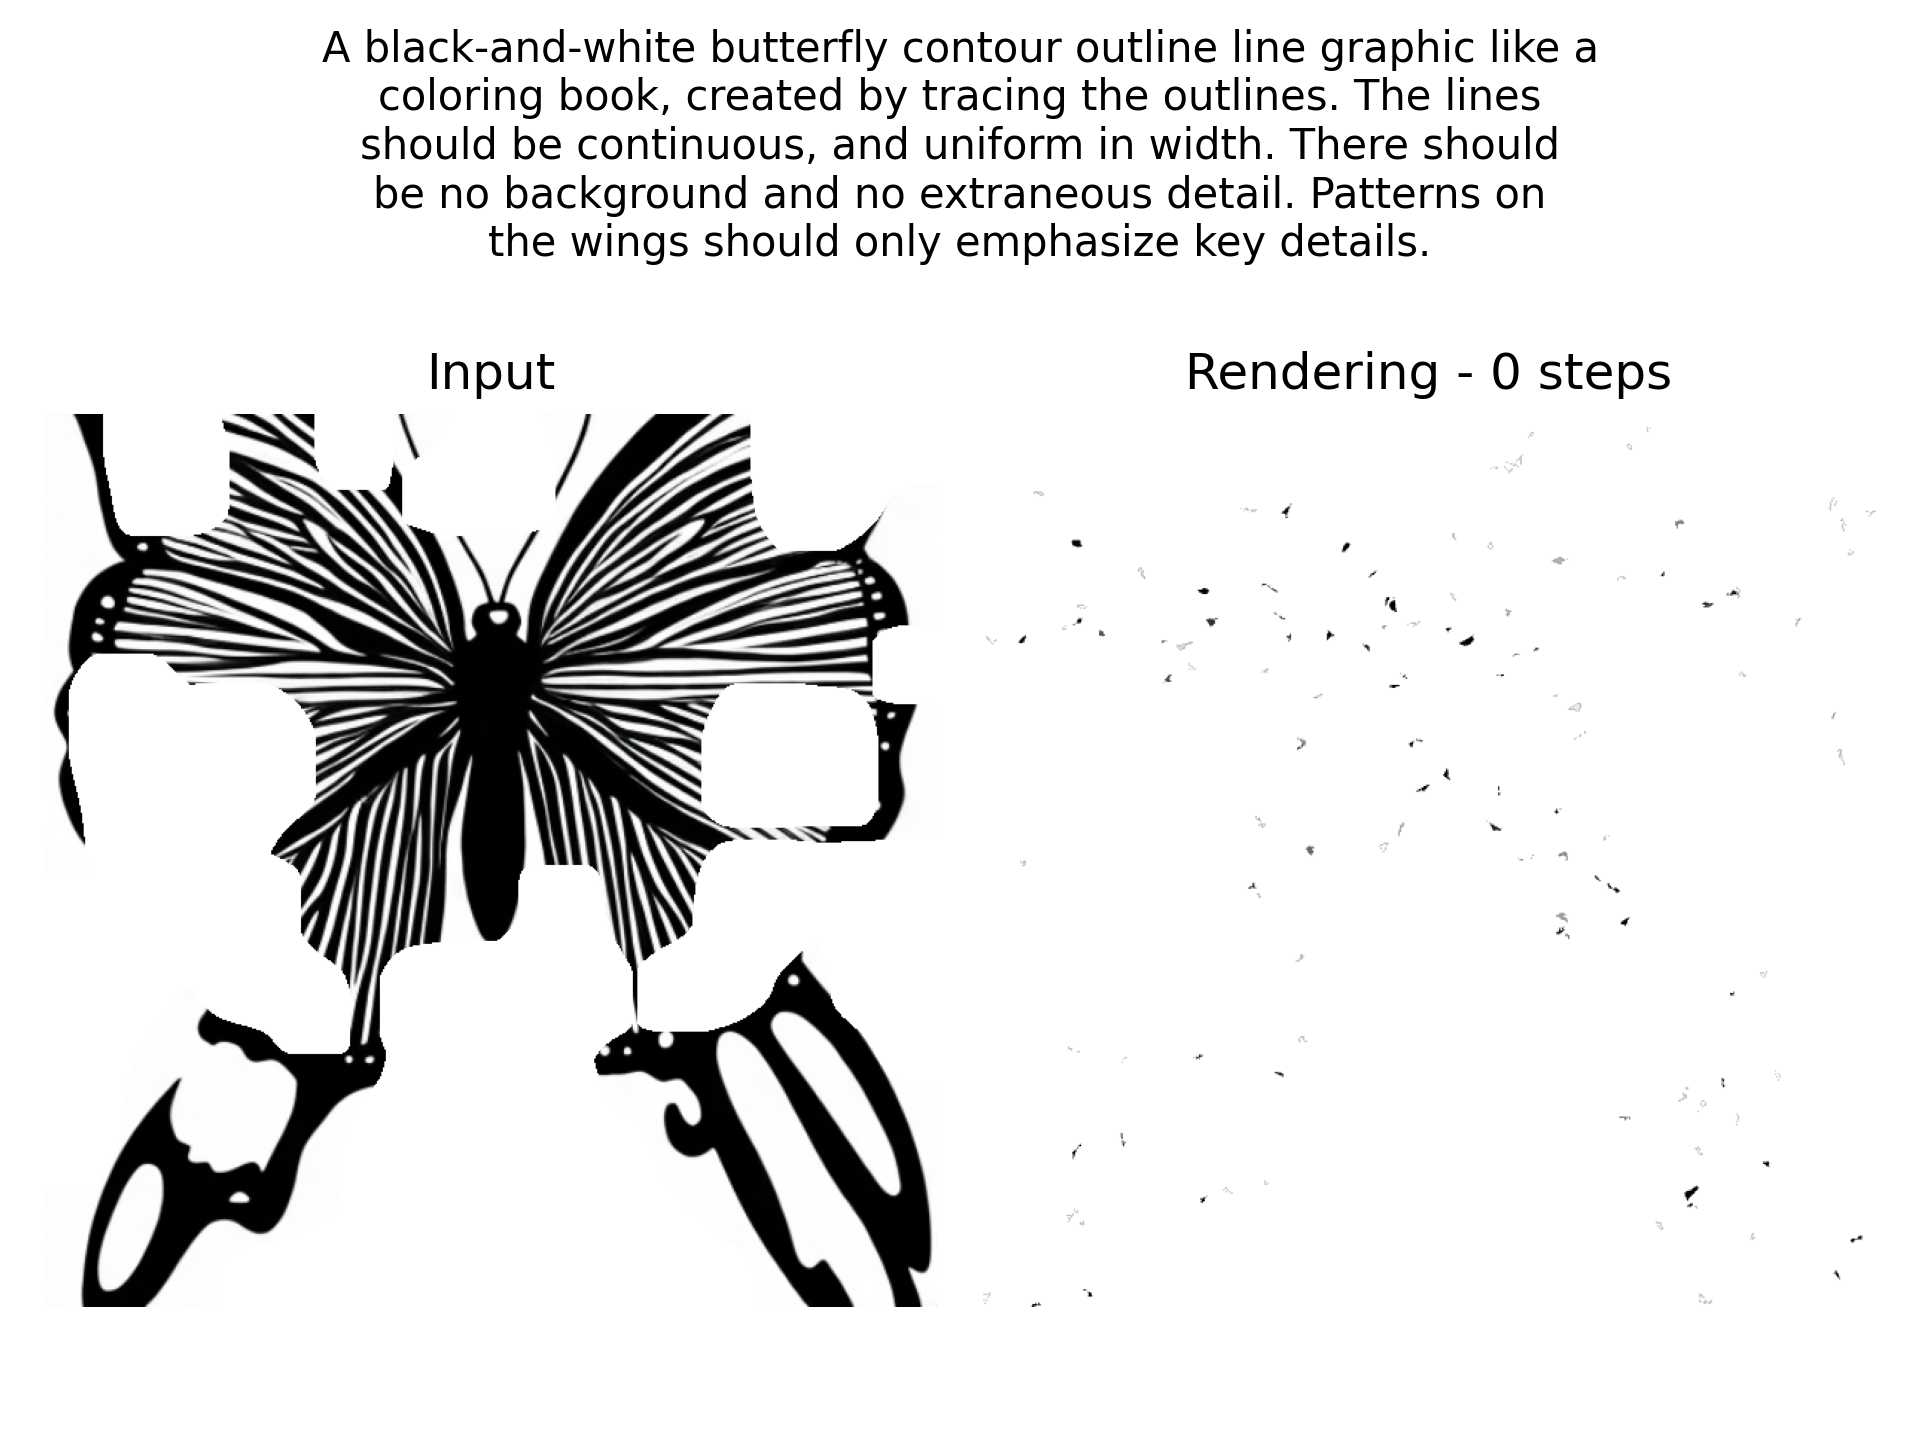 A black-and-white butterfly contour outline line graphic like a
coloring book, created by tracing the outlines. The lines
should be continuous, and uniform in width. There should
be no background and no extraneous detail. Patterns on
the wings should only emphasize key details.
Input
Rendering - 0 steps